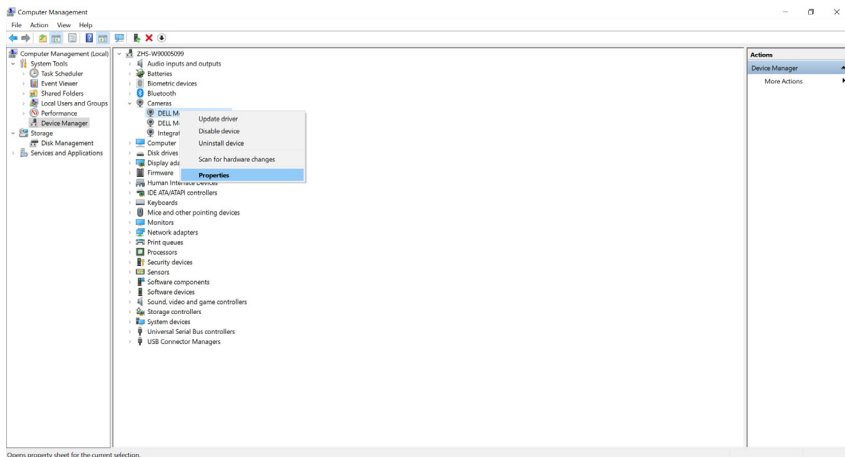 Computer Management
File Action View Help
Computer Management (Local)
System Tools
Task Scheduler
Event Viewer
Shared Folders
Local Users and Groups
Performance
Device Manager
Storage
Disk Management
Services and Applications
ZHS-W90005099
Audio inputs and outputs
Batteries
Biometric devices
Bluetooth
Cameras
DELL M
DELL M
Integrat
Computer
Disk drives
Display ada
Firmware
Human Interface Devices
IDE ATA/ATAPI controllers
Keyboards
Mice and other pointing devices
Monitors
Network adapters
Print queues
Processors
Security devices
Sensors
Software components
Software devices
Sound, video and game controllers
Storage controllers
System devices
Universal Serial Bus controllers
USB Connector Managers
Update driver
Disable device
Uninstall device
Scan for hardware changes
Properties
Actions
Device Manager
More Actions
Opens property sheet for the current selection.